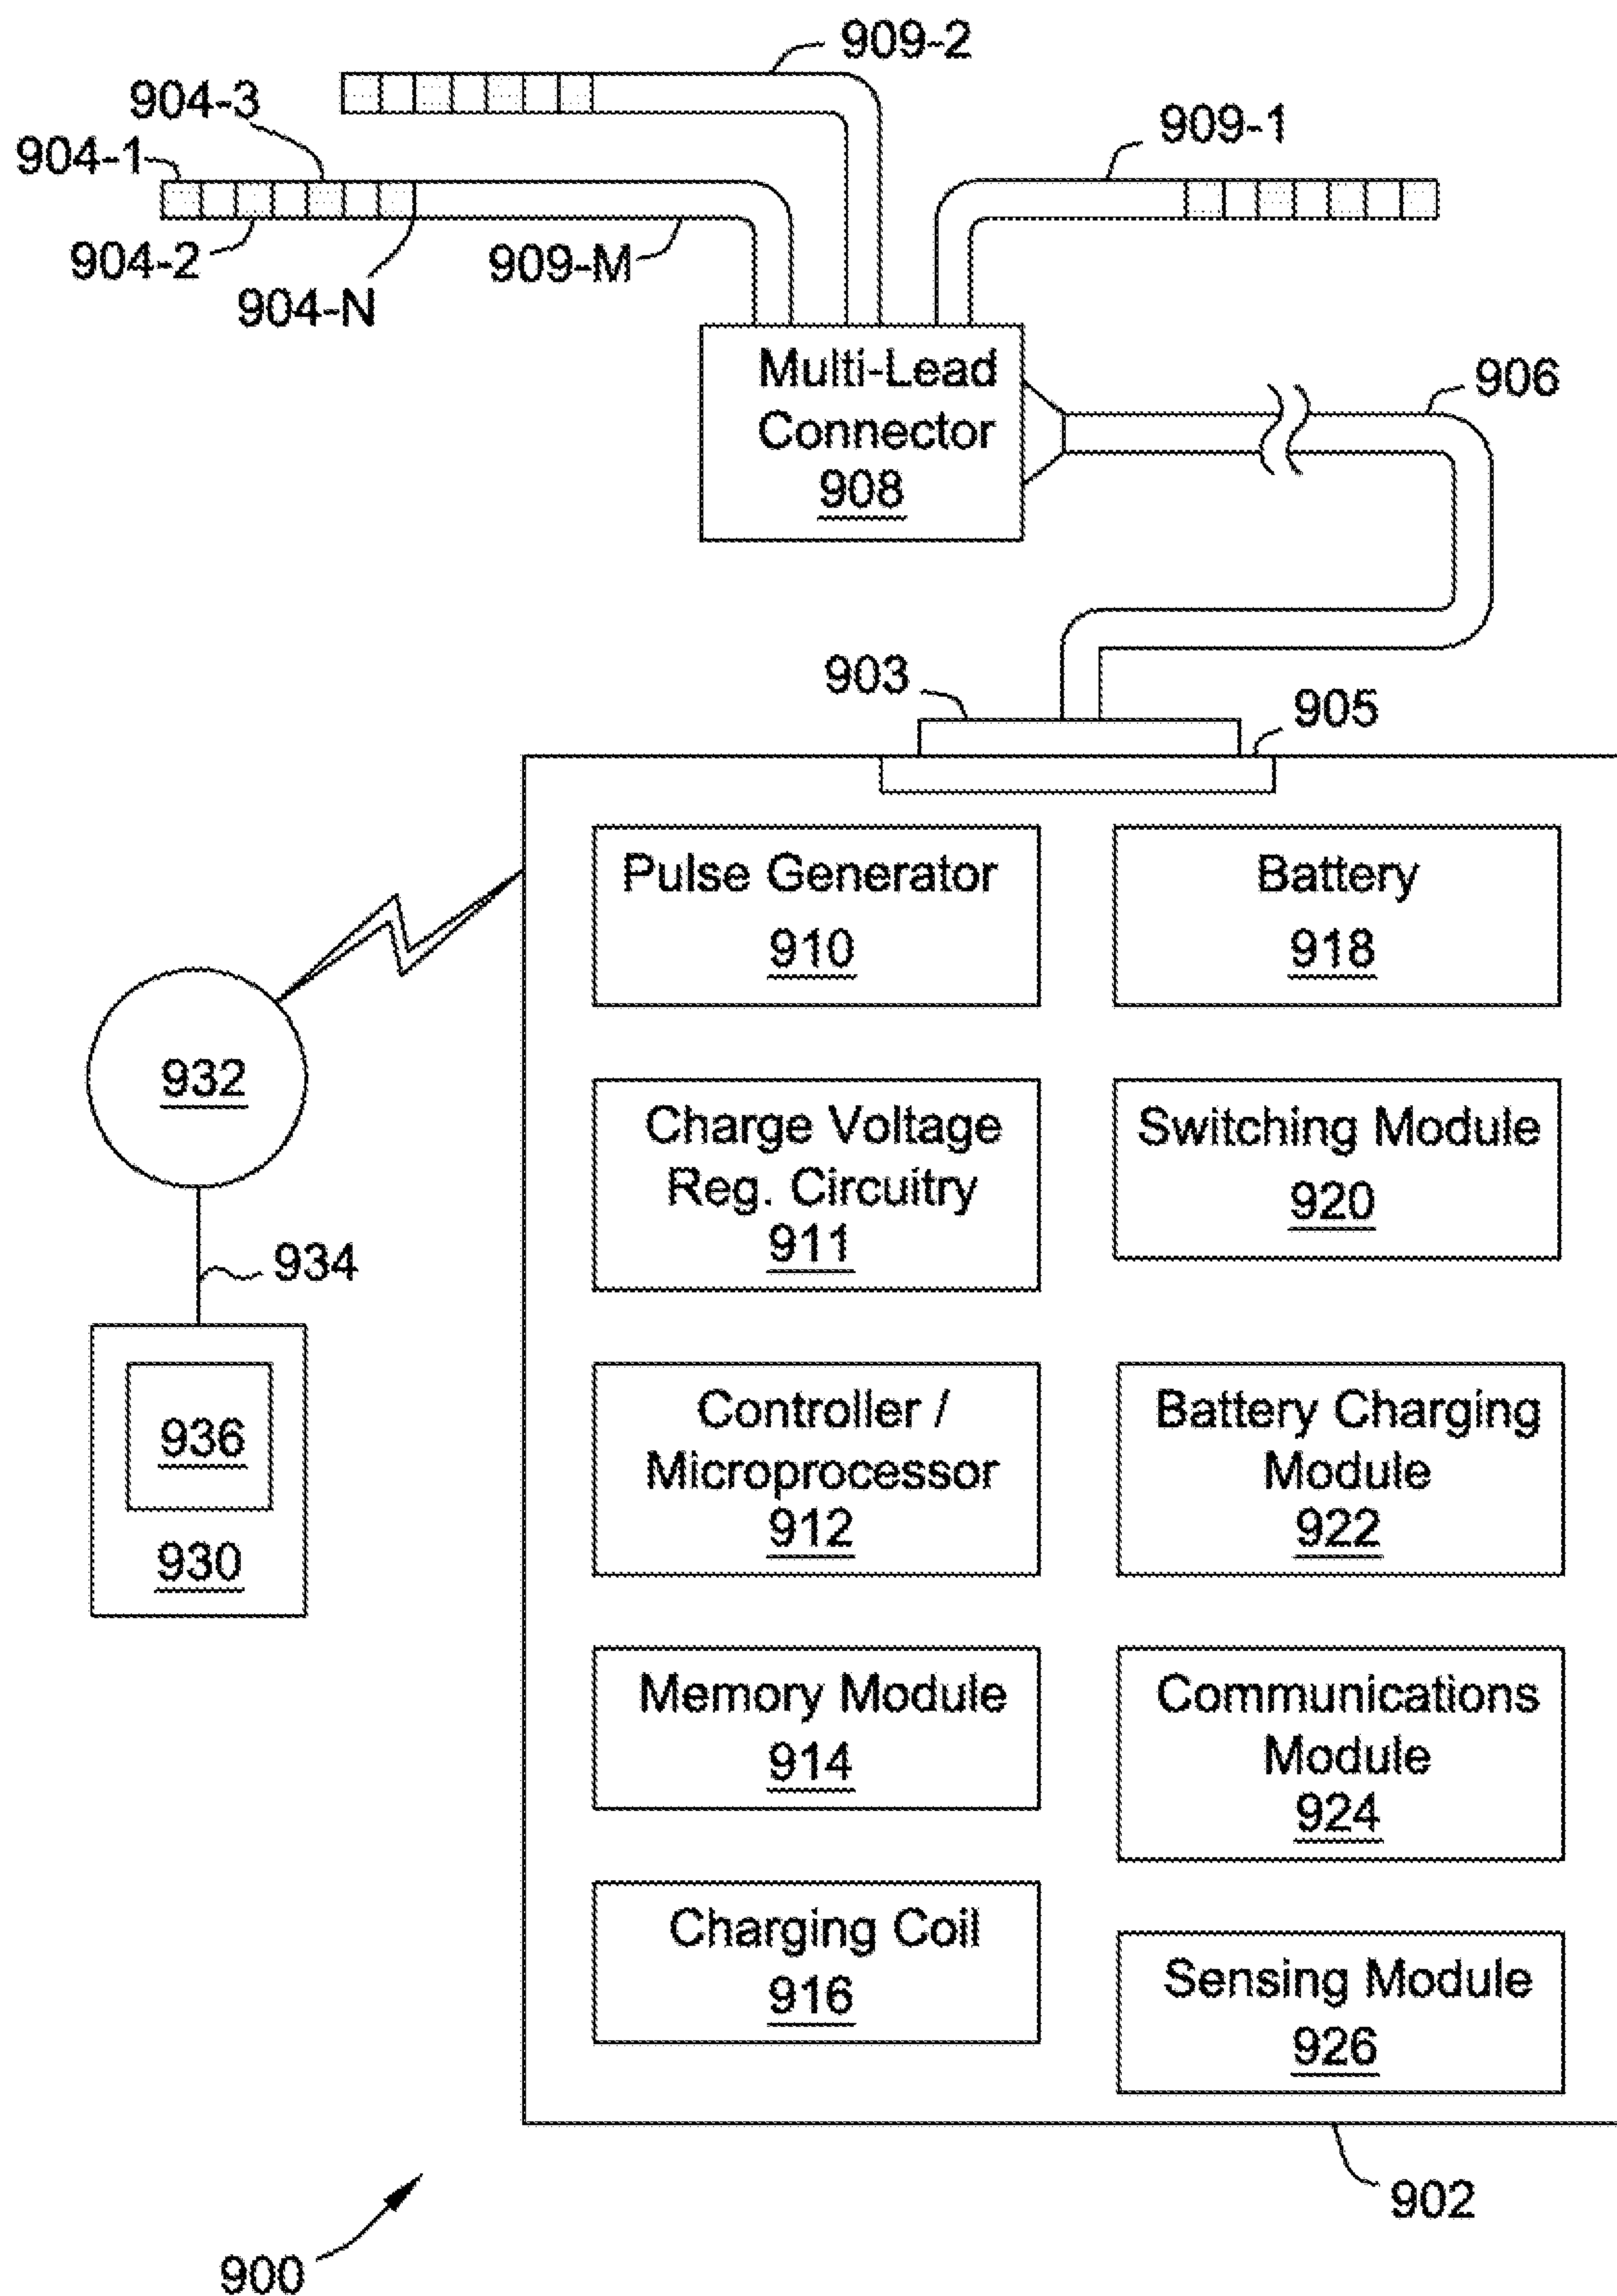 909-2
904-3
909-1
904-1
904-2
909-M
904-N
Multi-Lead
Connector
908
906
903
905
Pulse Generator
910
Battery
918
932
Charge Voltage
Reg. Circuitry
911
Switching Module
920
934
936
930
Controller /
Microprocessor
912
Battery Charging
Module
922
Memory Module
914
Communications
Module
924
Charging Coil
916
Sensing Module
926
902
900